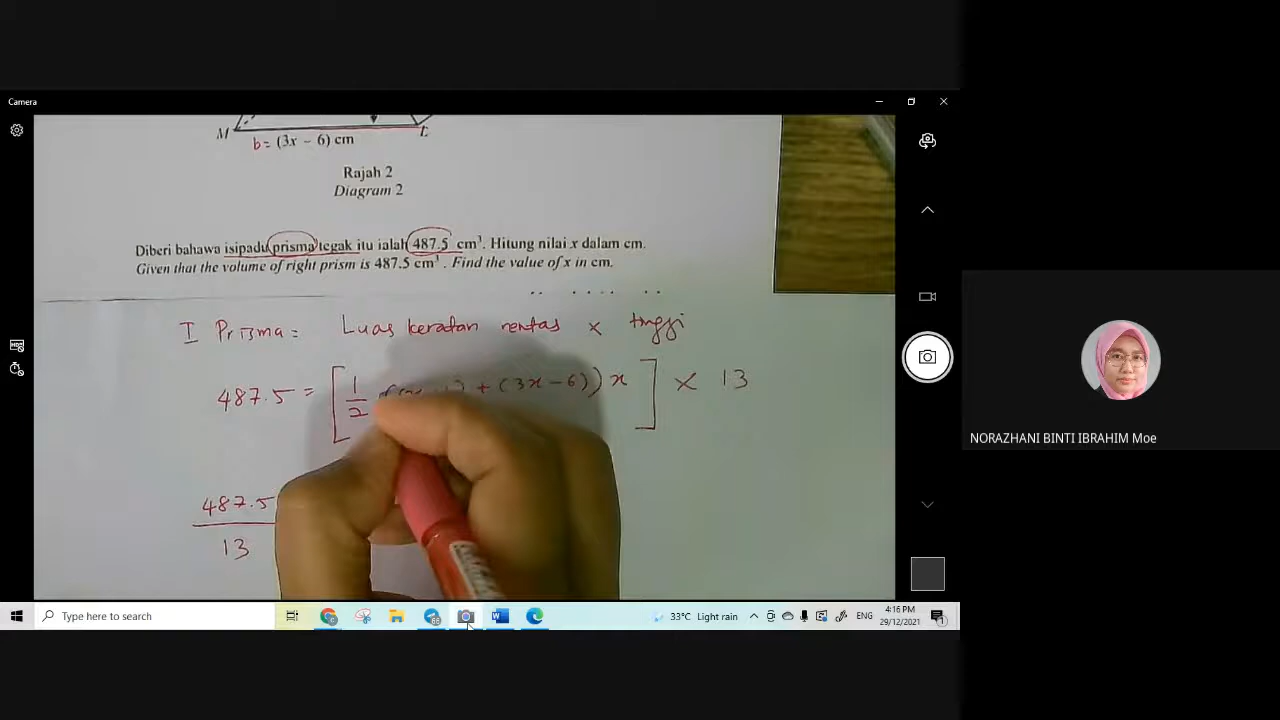 Camera
M
L
b = (3x – 6) cm
Rajah 2
Diagram 2
Diberi bahawa isipadu prisma tegak itu ialah 487.5 cm³. Hitung nilai x dalam cm.
Given that the volume of right prism is 487.5 cm³. Find the value of x in cm.
I Prisma = Luas keratan rentas x tinggi
487.5 = [ 1/2 + (3x – 6)) x ] × 13
487.5
13
NORAZHANI BINTI IBRAHIM Moe
Type here to search
33°C Light rain
ENG
4:16 PM
29/12/2021